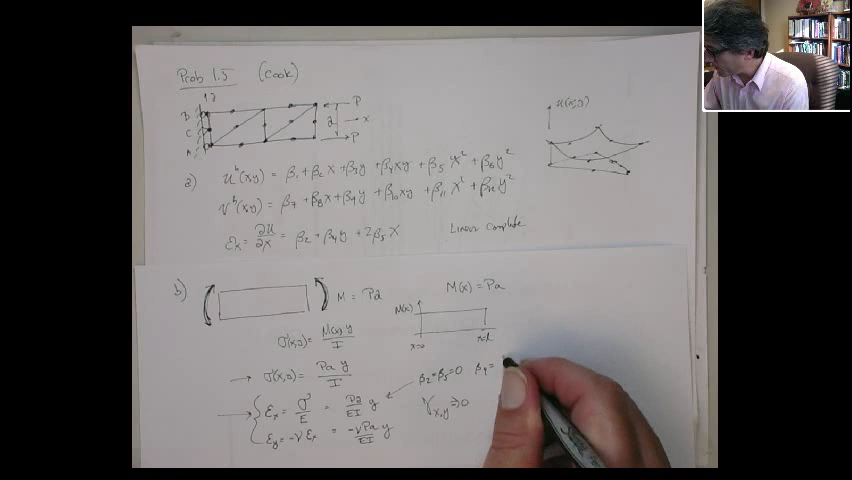 Prob 1.5 (Cook)
B
C
A
P
a
x
P
u(x,y)
a) uᵇ(x,y) = β₁ + β₂x + β₃y + β₄xy + β₅x² + β₆y²
vᵇ(x,y) = β₇ + β₈x + β₉y + β₁₀xy + β₁₁x² + β₁₂y²
εₓ = ∂u/∂x = β₂ + β₄y + 2β₅x Linear complete
b) M = Pa
M(x) = Pa
M(x)
x=0 x=L
σ(x,y) = M(x) y / I
→ σ(x,y) = Pa y / I
β₂ = β₅ = 0 β₄ =
→ { εₓ = σ/E = Pa/EI y
γx,y ⇒ 0
εy = -ν εₓ = -νPa/EI y